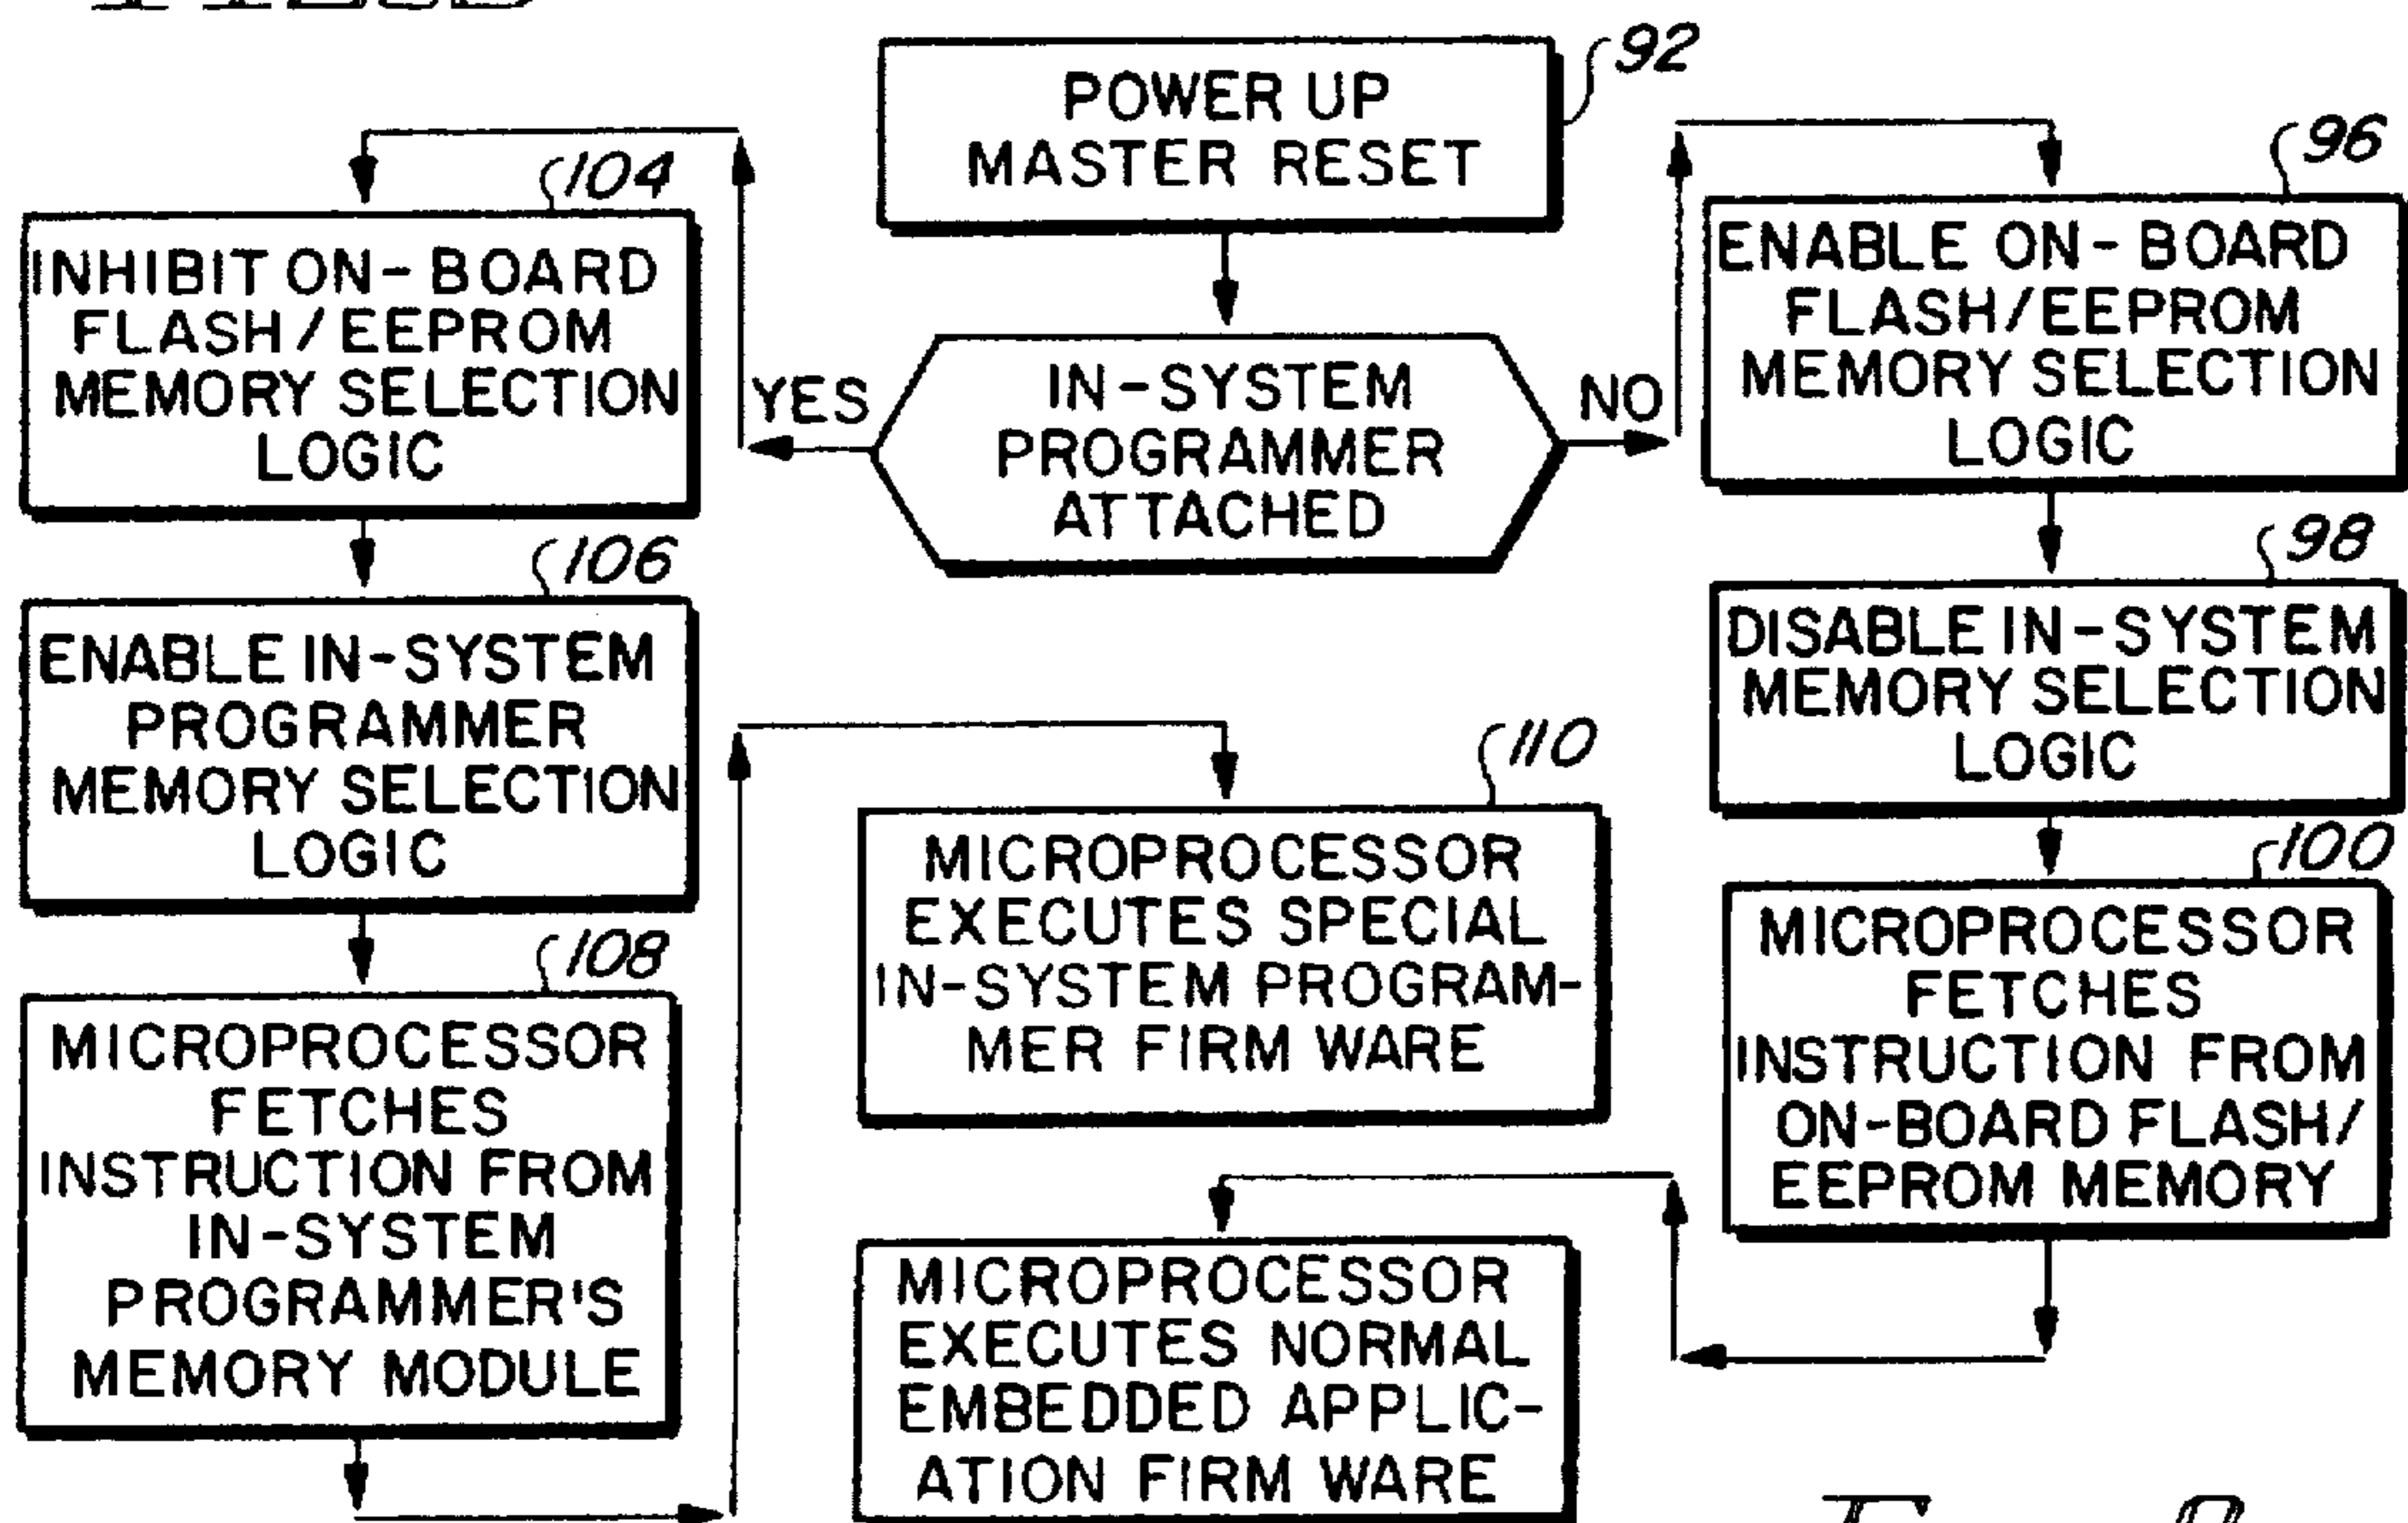 92
POWER UP
MASTER RESET
IN-SYSTEM
PROGRAMMER
ATTACHED
YES
NO
104
INHIBIT ON-BOARD
FLASH/EEPROM
MEMORY SELECTION
LOGIC
106
ENABLE IN-SYSTEM
PROGRAMMER
MEMORY SELECTION
LOGIC
108
MICROPROCESSOR
FETCHES
INSTRUCTION FROM
IN-SYSTEM
PROGRAMMER'S
MEMORY MODULE
110
MICROPROCESSOR
EXECUTES SPECIAL
IN-SYSTEM PROGRAM-
MER FIRM WARE
96
ENABLE ON-BOARD
FLASH/EEPROM
MEMORY SELECTION
LOGIC
98
DISABLE IN-SYSTEM
MEMORY SELECTION
LOGIC
100
MICROPROCESSOR
FETCHES
INSTRUCTION FROM
ON-BOARD FLASH/
EEPROM MEMORY
MICROPROCESSOR
EXECUTES NORMAL
EMBEDDED APPLIC-
ATION FIRM WARE